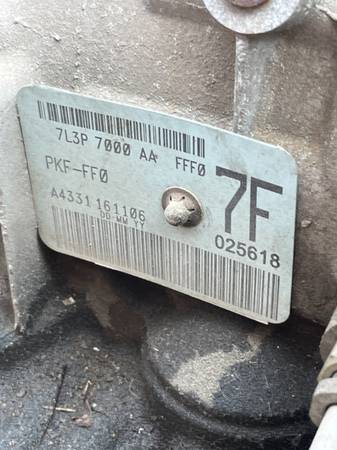 7L3P 7000 AA FFF0
PKF-FF0
7F
A4331 161106
DD MM YY
025618